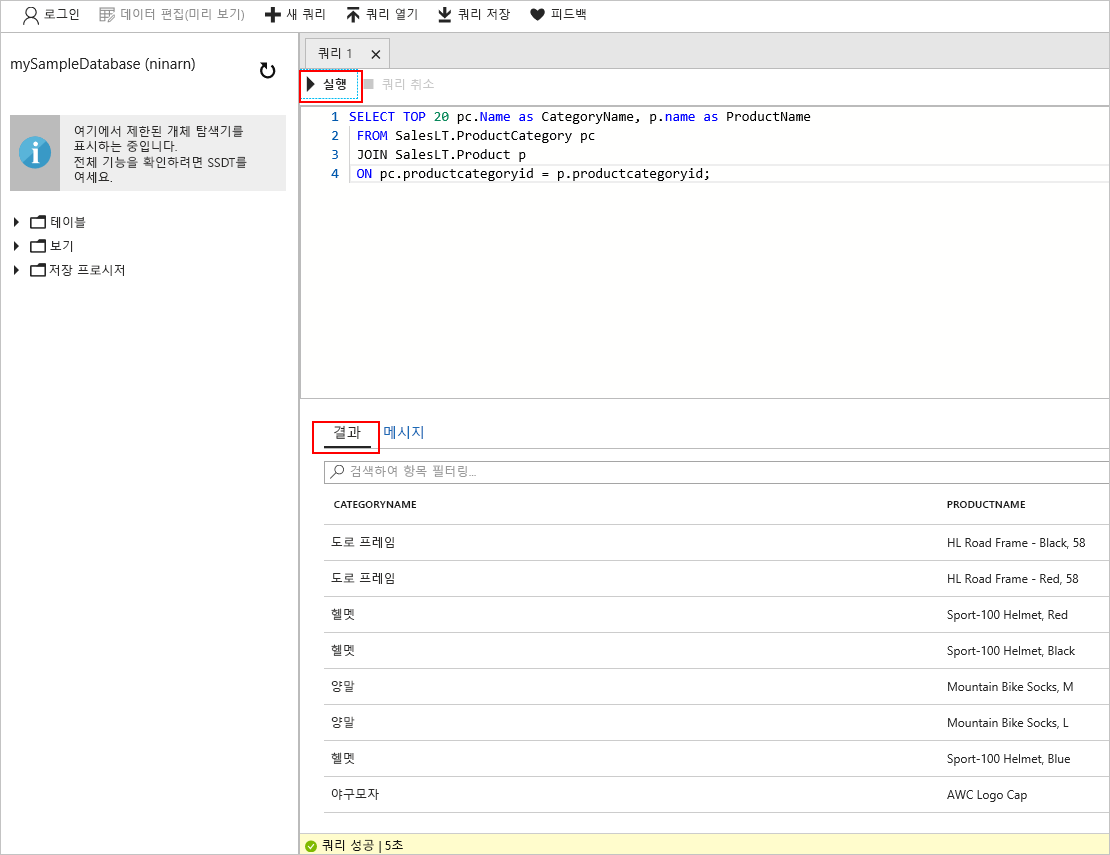 로그인 데이터 편집(미리 보기) 새 쿼리 쿼리 열기 쿼리 저장 피드백
mySampleDatabase (ninarn)
여기에서 제한된 개체 탐색기를
표시하는 중입니다.
전체 기능을 확인하려면 SSDT를
여세요.
테이블
보기
저장 프로시저
쿼리 1
실행 쿼리 취소
1 SELECT TOP 20 pc.Name as CategoryName, p.name as ProductName
2 FROM SalesLT.ProductCategory pc
3 JOIN SalesLT.Product p
4 ON pc.productcategoryid = p.productcategoryid;
결과 메시지
검색하여 항목 필터링...
CATEGORYNAME PRODUCTNAME
도로 프레임 HL Road Frame - Black, 58
도로 프레임 HL Road Frame - Red, 58
헬멧 Sport-100 Helmet, Red
헬멧 Sport-100 Helmet, Black
양말 Mountain Bike Socks, M
양말 Mountain Bike Socks, L
헬멧 Sport-100 Helmet, Blue
야구모자 AWC Logo Cap
쿼리 성공 | 5초